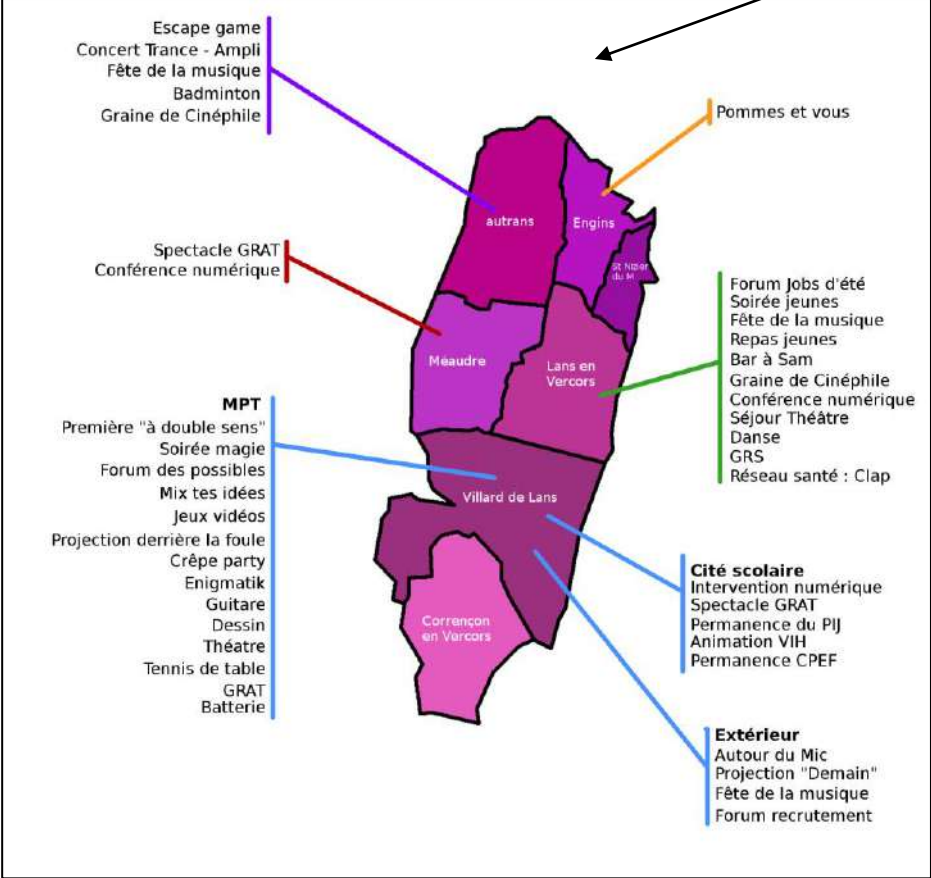 Escape game
Concert Trance - Ampli
Fête de la musique
Badminton
Graine de Cinéphile
Pommes et vous
autrans
Engins
St Nizier
du M
Spectacle GRAT
Conférence numérique
Forum Jobs d'été
Soirée jeunes
Fête de la musique
Repas jeunes
Bar à Sam
Graine de Cinéphile
Conférence numérique
Séjour Théâtre
Danse
GRS
Réseau santé : Clap
Méaudre
Lans en
Vercors
MPT
Première "à double sens"
Soirée magie
Forum des possibles
Mix tes idées
Jeux vidéos
Projection derrière la foule
Crêpe party
Enigmatik
Guitare
Dessin
Théatre
Tennis de table
GRAT
Batterie
Villard de Lans
Corrençon
en Vercors
Cité scolaire
Intervention numérique
Spectacle GRAT
Permanence du PIJ
Animation VIH
Permanence CPEF
Extérieur
Autour du Mic
Projection "Demain"
Fête de la musique
Forum recrutement